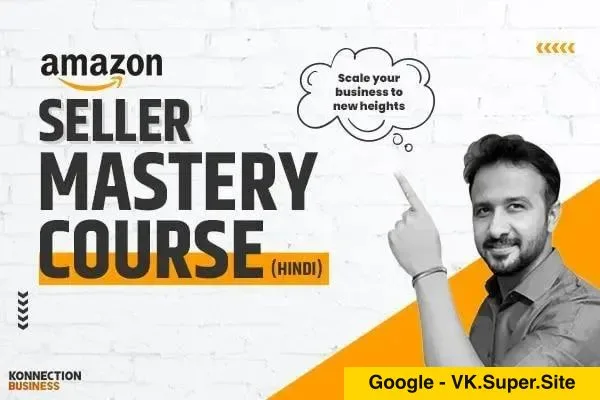 amazon
SELLER
MASTERY
COURSE (HINDI)
Scale your
business to
new heights
KONNECTION
BUSINESS
Google - VK.Super.Site